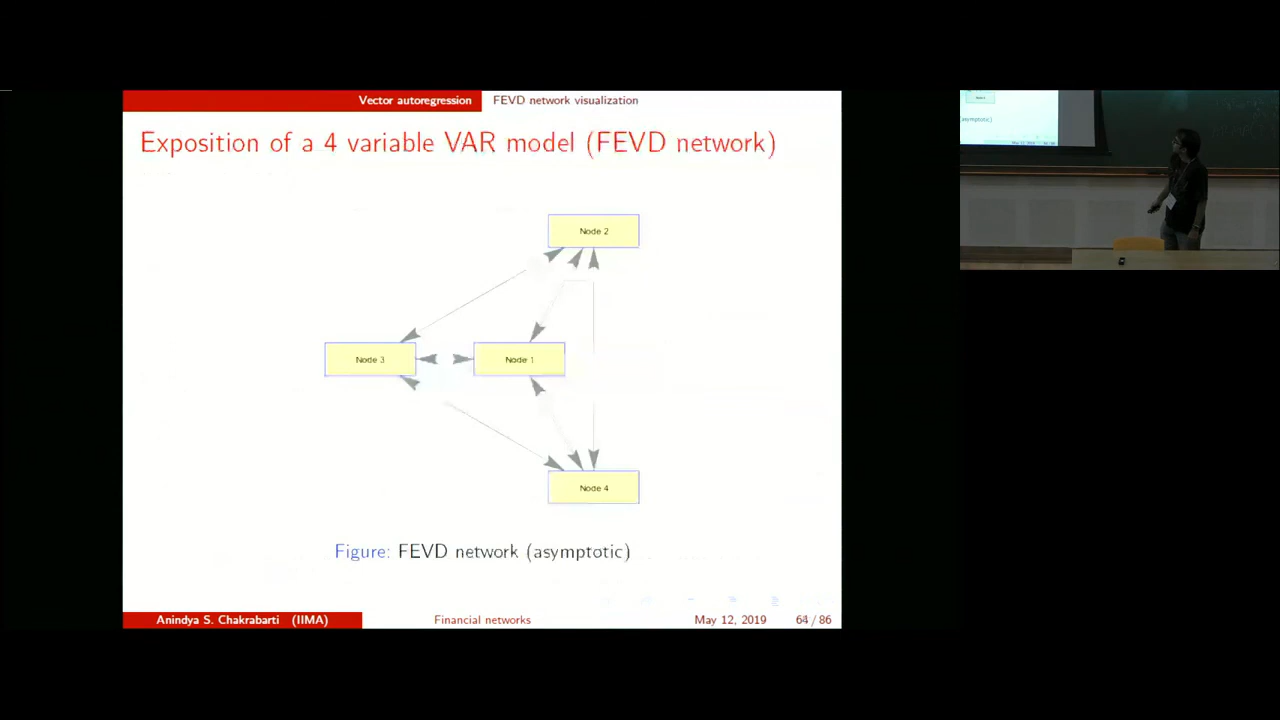 Vector autoregression FEVD network visualization
Exposition of a 4 variable VAR model (FEVD network)
Node 2
Node 3 Node 1
Node 4
Figure: FEVD network (asymptotic)
Anindya S. Chakrabarti (IIMA) Financial networks May 12, 2019 64 / 86
(asymptotic)